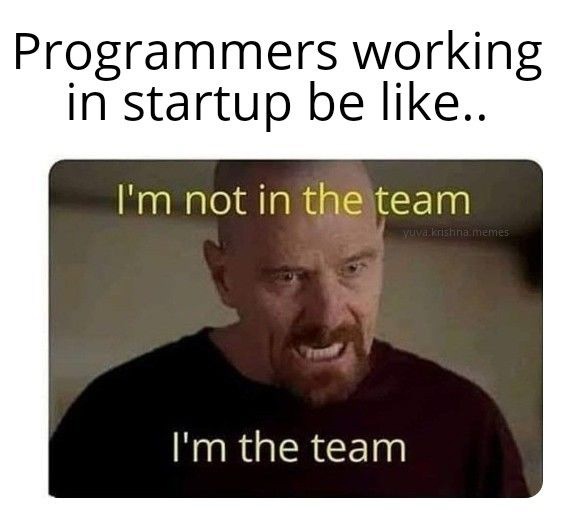 Programmers working
in startup be like..
I'm not in the team
yuva.krishna.memes
I'm the team